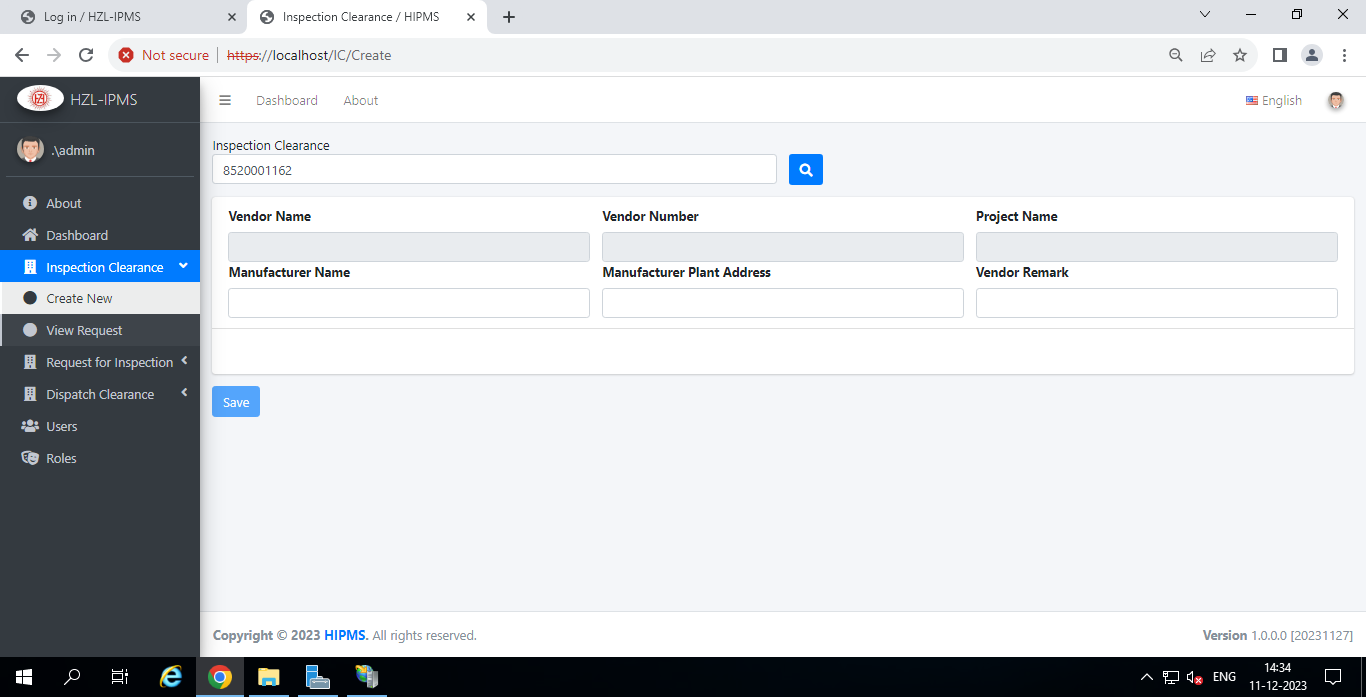 Log in / HZL-IPMS
Inspection Clearance / HIPMS
Not secure
https://localhost/IC/Create
HZL-IPMS
Dashboard
About
English
.\admin
About
Dashboard
Inspection Clearance
Create New
View Request
Request for Inspection
Dispatch Clearance
Users
Roles
Inspection Clearance
8520001162
Vendor Name
Vendor Number
Project Name
Manufacturer Name
Manufacturer Plant Address
Vendor Remark
Save
Copyright © 2023 HIPMS. All rights reserved.
Version 1.0.0.0 [20231127]
ENG
14:34
11-12-2023